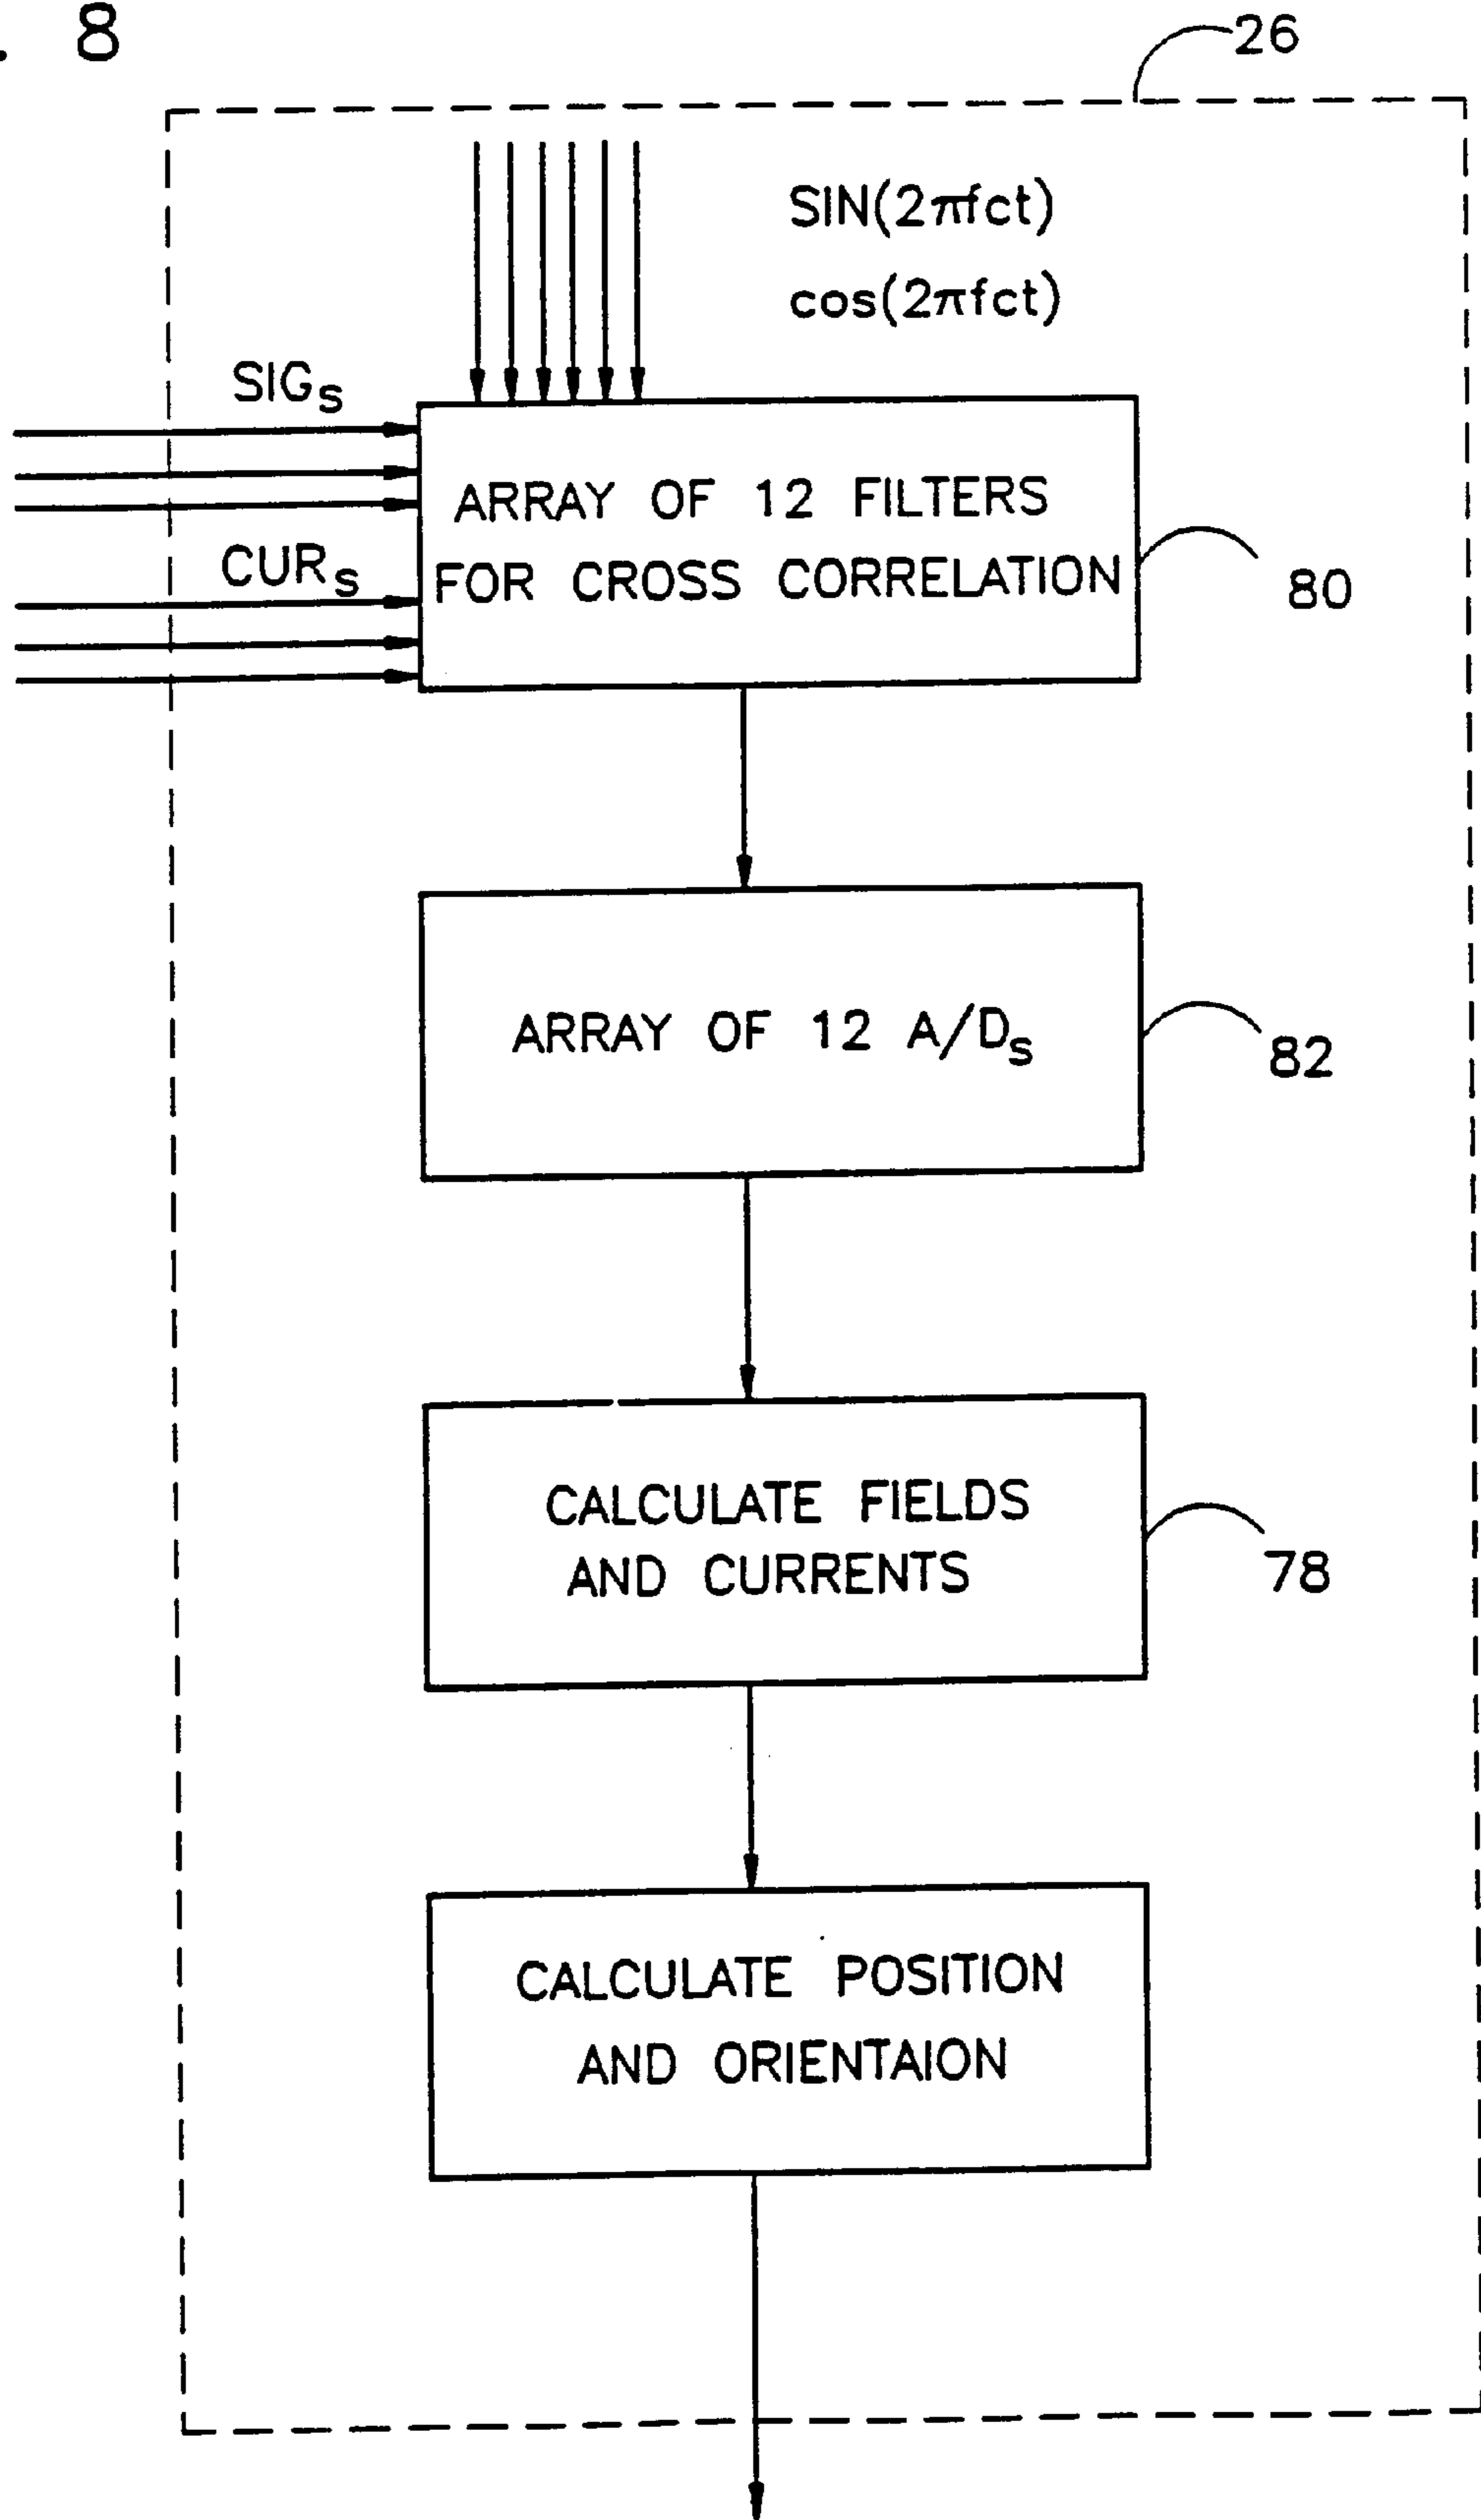 . 8
26
SIN(2πfct)
cos(2πfct)
SIGs
ARRAY OF 12 FILTERS
FOR CROSS CORRELATION
CURs
80
ARRAY OF 12 A/Ds
82
CALCULATE FIELDS
AND CURRENTS
78
CALCULATE POSITION
AND ORIENTAION